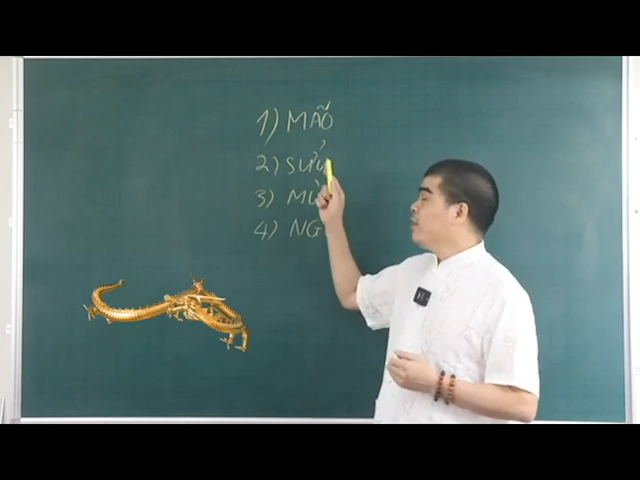 1) MÃO
2) SỬU
3) MÙ
4) NG